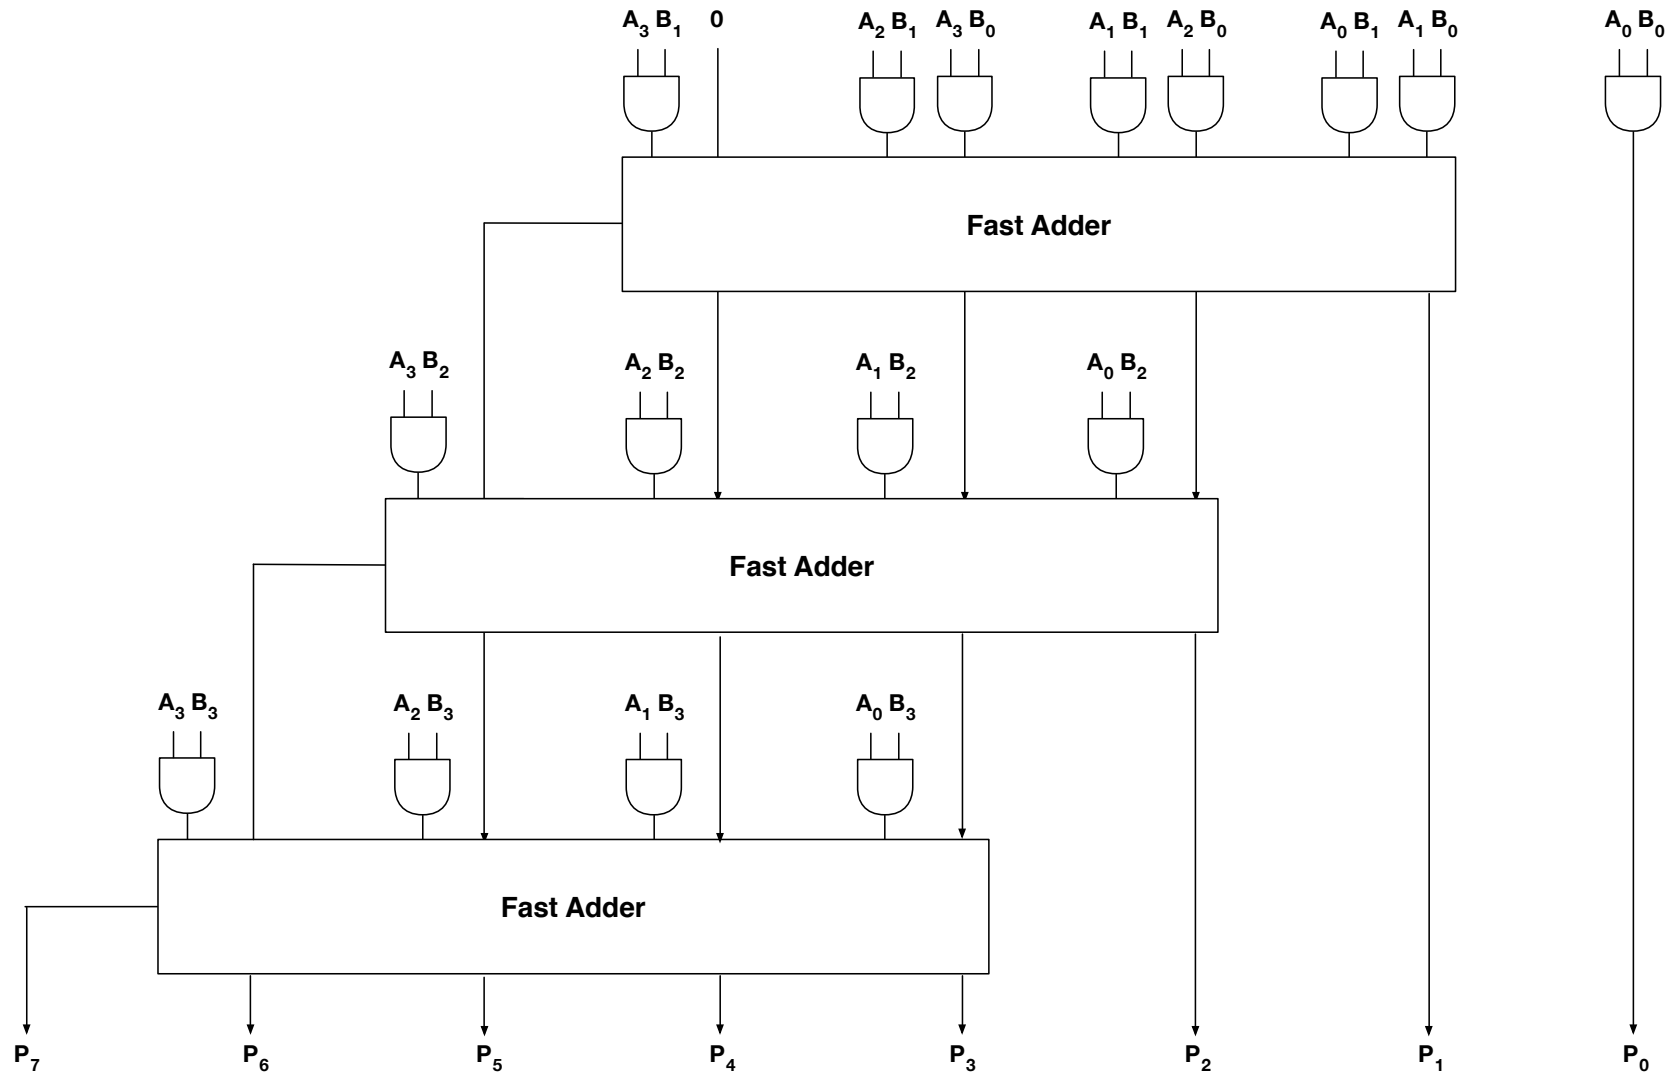 A₃ B₁ 0 A₂ B₁ A₃ B₀ A₁ B₁ A₂ B₀ A₀ B₁ A₁ B₀ A₀ B₀
Fast Adder
A₃ B₂ A₂ B₂ A₁ B₂ A₀ B₂
Fast Adder
A₃ B₃ A₂ B₃ A₁ B₃ A₀ B₃
Fast Adder
P₇ P₆ P₅ P₄ P₃ P₂ P₁ P₀